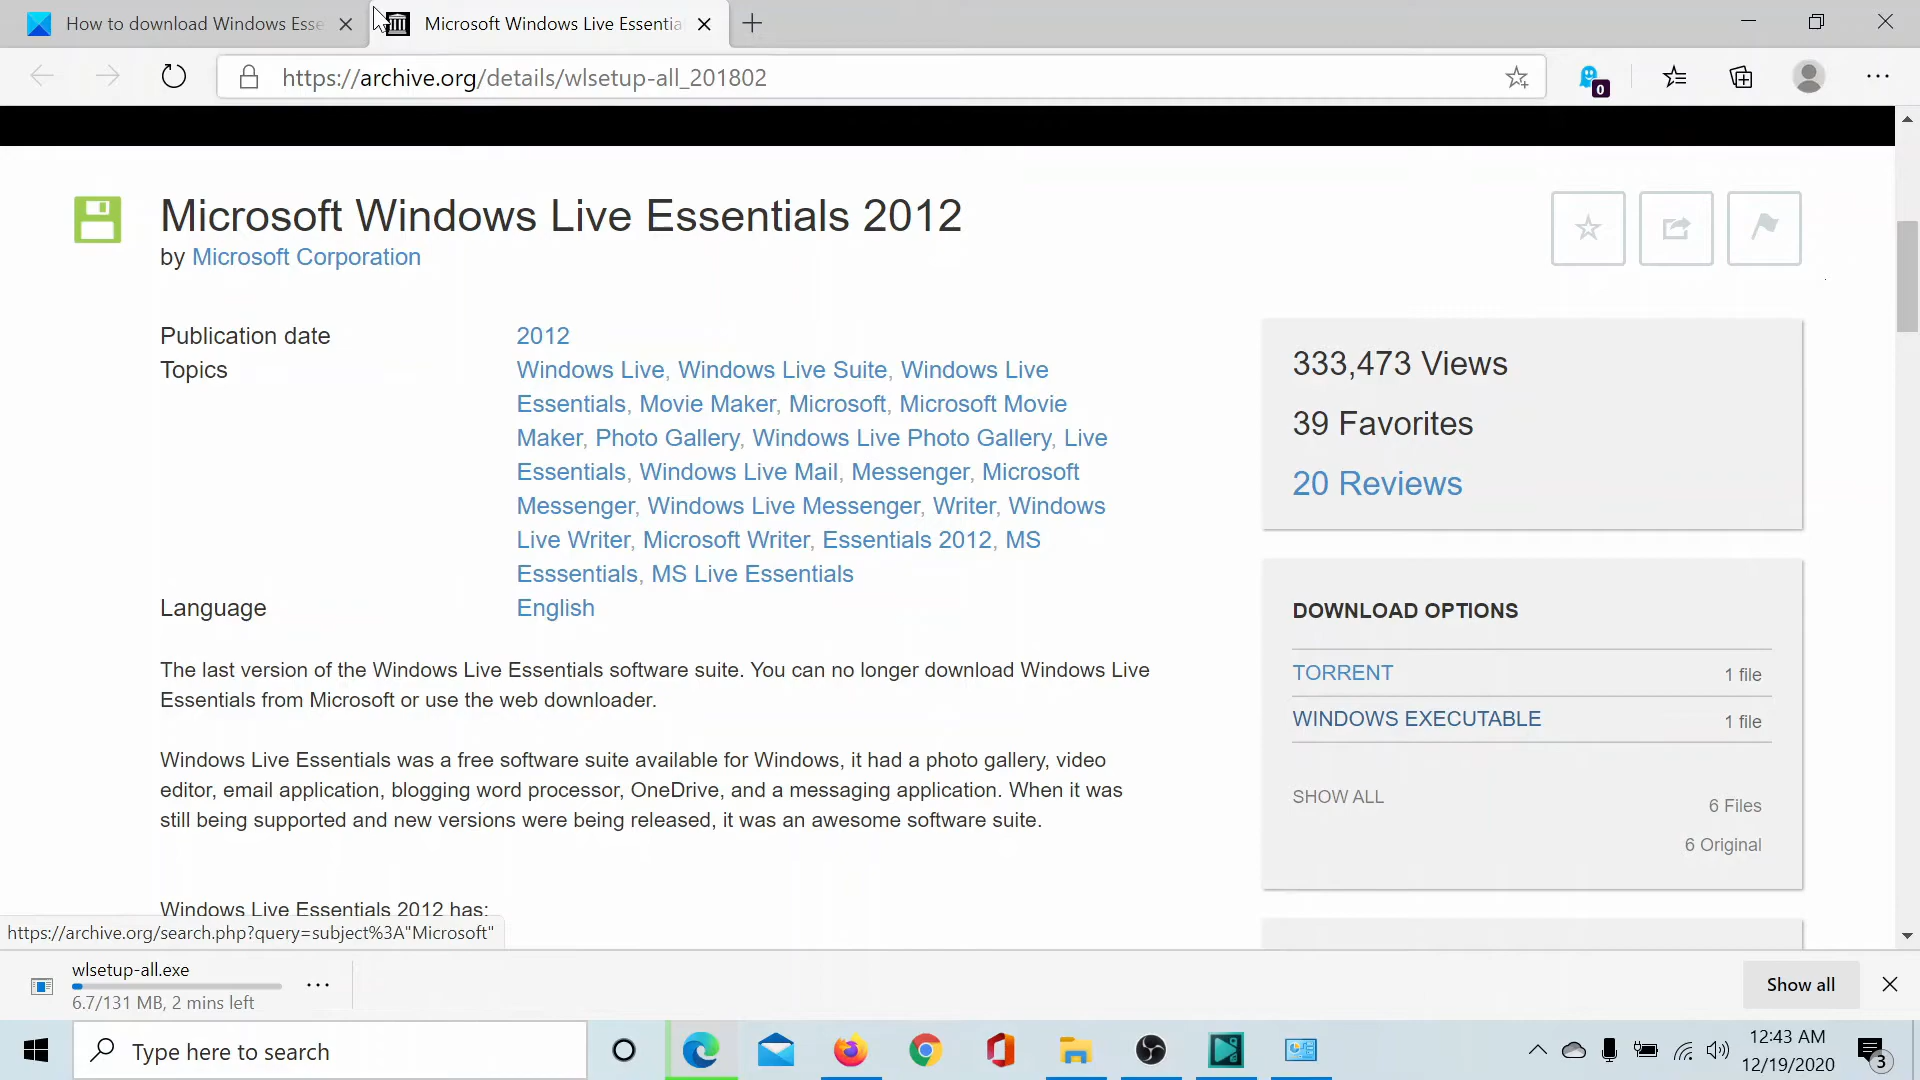 How to download Windows Esse
Microsoft Windows Live Essentia
https://archive.org/details/wlsetup-all_201802
0
Microsoft Windows Live Essentials 2012
by Microsoft Corporation
Publication date 2012
Topics Windows Live, Windows Live Suite, Windows Live
Essentials, Movie Maker, Microsoft, Microsoft Movie
Maker, Photo Gallery, Windows Live Photo Gallery, Live
Essentials, Windows Live Mail, Messenger, Microsoft
Messenger, Windows Live Messenger, Writer, Windows
Live Writer, Microsoft Writer, Essentials 2012, MS
Esssentials, MS Live Essentials
Language English
The last version of the Windows Live Essentials software suite. You can no longer download Windows Live
Essentials from Microsoft or use the web downloader.
Windows Live Essentials was a free software suite available for Windows, it had a photo gallery, video
editor, email application, blogging word processor, OneDrive, and a messaging application. When it was
still being supported and new versions were being released, it was an awesome software suite.
Windows Live Essentials 2012 has:
333,473 Views
39 Favorites
20 Reviews
DOWNLOAD OPTIONS
TORRENT 1 file
WINDOWS EXECUTABLE 1 file
SHOW ALL 6 Files
6 Original
https://archive.org/search.php?query=subject%3A"Microsoft"
wlsetup-all.exe
6.7/131 MB, 2 mins left
Show all
Type here to search
12:43 AM
12/19/2020
3